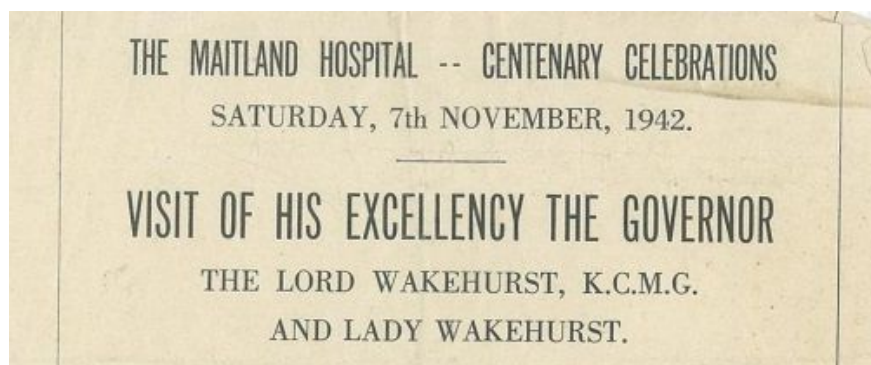 THE MAITLAND HOSPITAL -- CENTENARY CELEBRATIONS
SATURDAY, 7th NOVEMBER, 1942.
VISIT OF HIS EXCELLENCY THE GOVERNOR
THE LORD WAKEHURST, K.C.M.G.
AND LADY WAKEHURST.